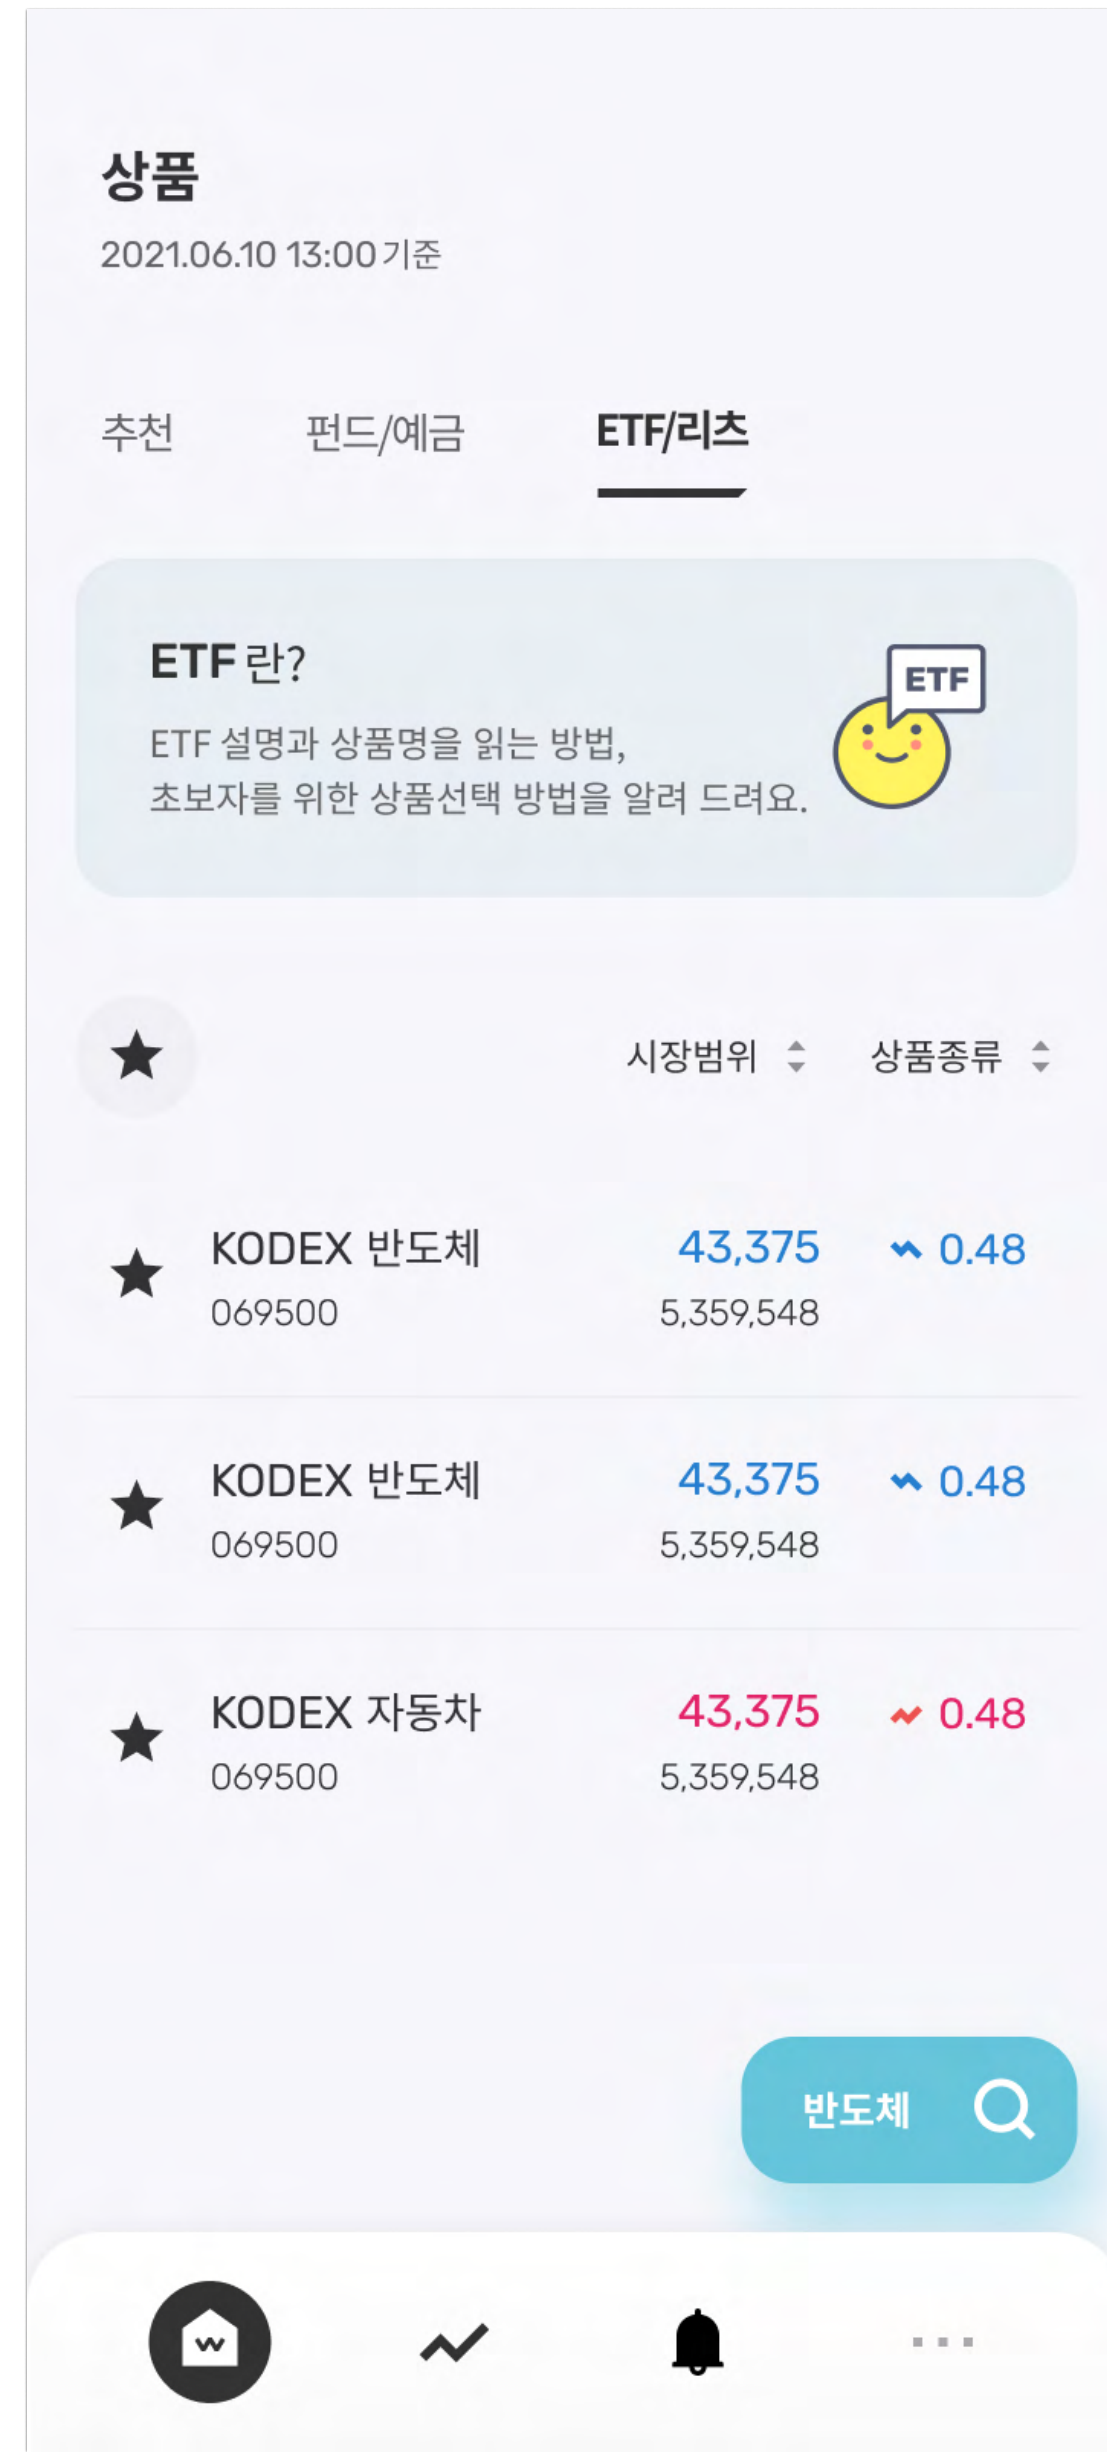 상품
2021.06.10 13:00 기준
추천 펀드/예금 ETF/리츠
ETF 란?
ETF
ETF 설명과 상품명을 읽는 방법,
초보자를 위한 상품선택 방법을 알려 드려요.
시장범위 상품종류
KODEX 반도체 43,375 0.48
069500 5,359,548
KODEX 반도체 43,375 0.48
069500 5,359,548
KODEX 자동차 43,375 0.48
069500 5,359,548
반도체